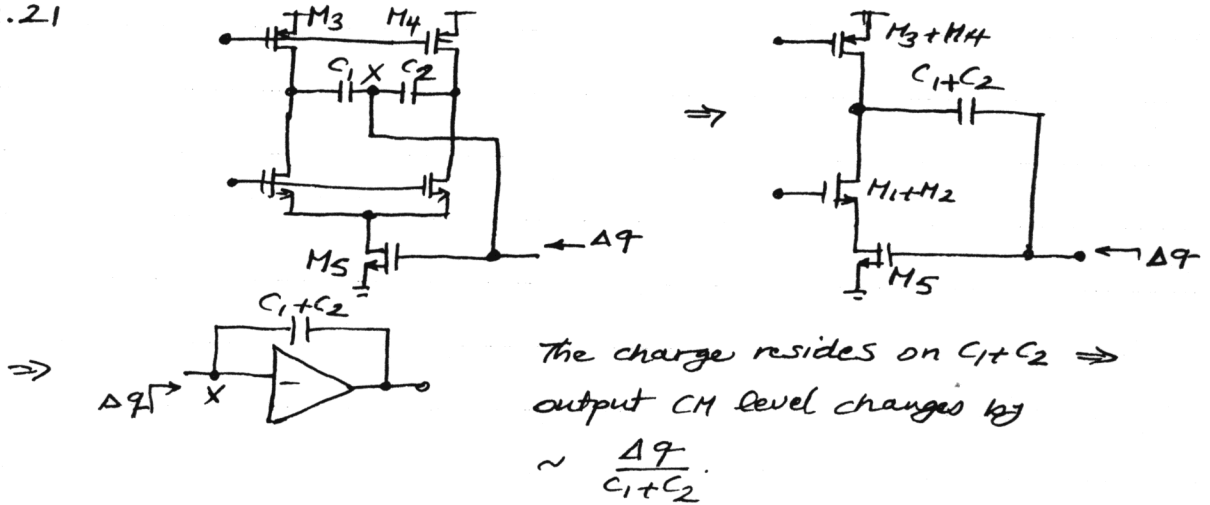 .21
M3 M4
C1 X C2
Δq
M5
⇒
M3+M4
C1+C2
M1+M2
Δq
M5
⇒
C1+C2
Δq
X
−
The charge resides on C1+C2 ⇒
output CM level changes by
~ Δq / C1+C2.